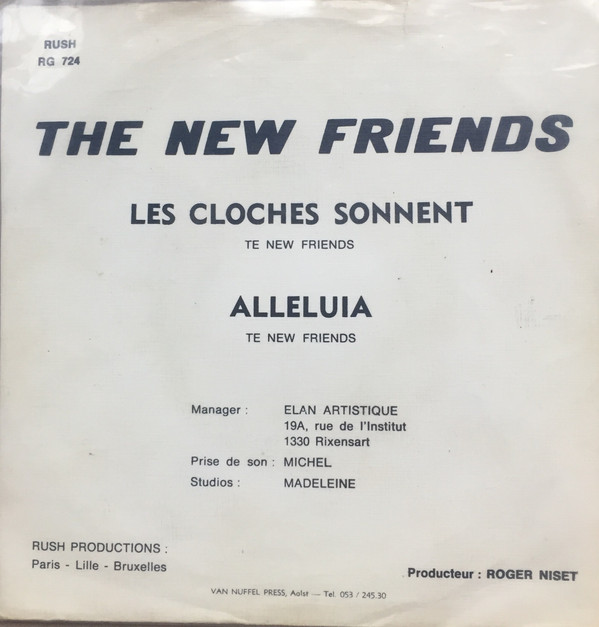 RUSH
RG 724
THE NEW FRIENDS
LES CLOCHES SONNENT
TE NEW FRIENDS
ALLELUIA
TE NEW FRIENDS
Manager : ELAN ARTISTIQUE
19A, rue de l'Institut
1330 Rixensart
Prise de son : MICHEL
Studios : MADELEINE
RUSH PRODUCTIONS :
Paris - Lille - Bruxelles
Producteur : ROGER NISET
VAN NUFFEL PRESS, Aalst — Tel. 053 / 245.30